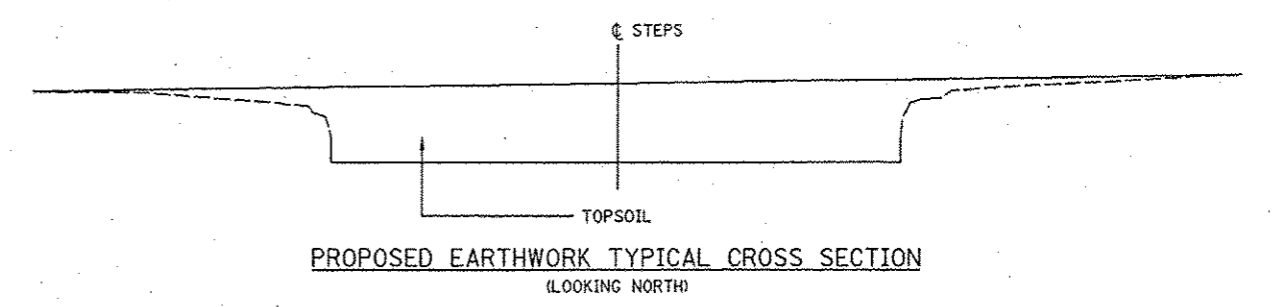 ℄ STEPS
TOPSOIL
PROPOSED EARTHWORK TYPICAL CROSS SECTION
(LOOKING NORTH)